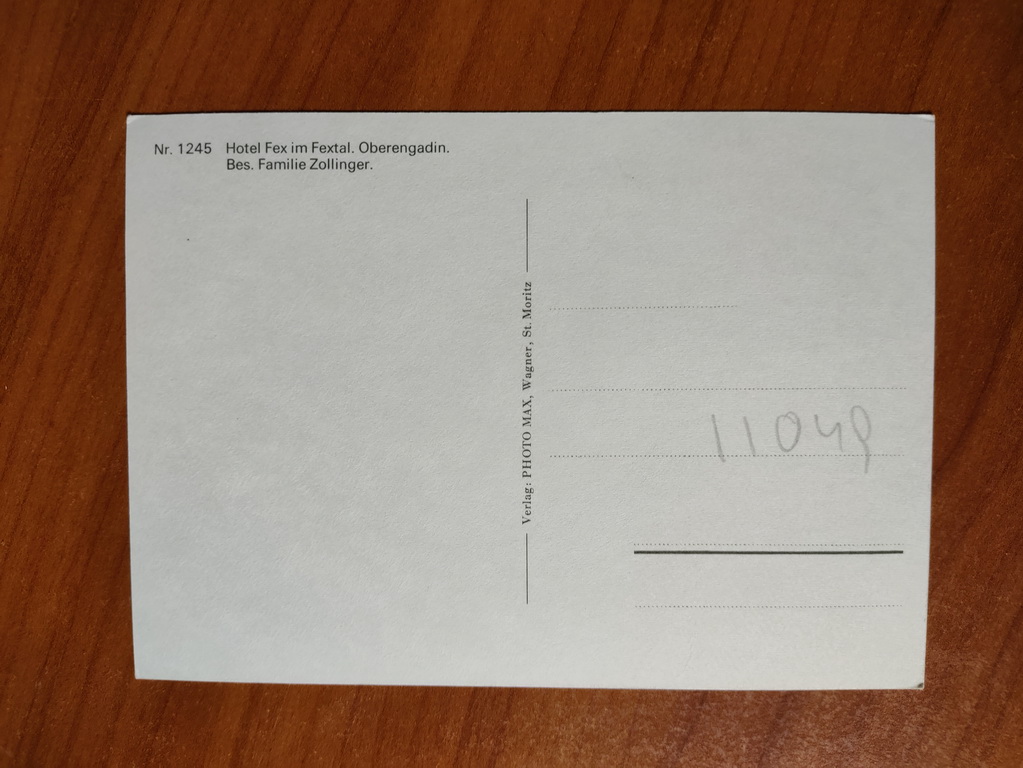 Nr. 1245 Hotel Fex im Fextal. Oberengadin.
Bes. Familie Zollinger.
Verlag: PHOTO MAX, Wagner, St. Moritz
11049